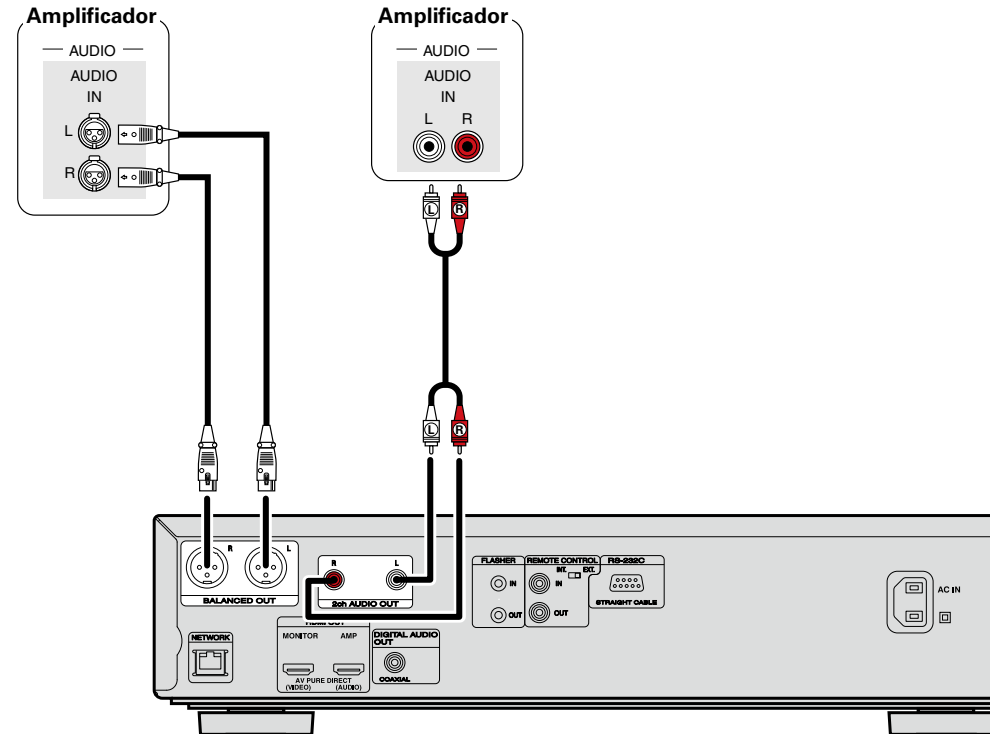 Amplificador
AUDIO
AUDIO
IN
L
R
Amplificador
AUDIO
AUDIO
IN
L R
L R
L R
R L
BALANCED OUT
R L
2ch AUDIO OUT
FLASHER
IN
OUT
REMOTE CONTROL
INT. EXT.
IN
OUT
RS-232C
STRAIGHT CABLE
AC IN
NETWORK
HDMI OUT
MONITOR AMP
AV PURE DIRECT
(VIDEO) (AUDIO)
DIGITAL AUDIO
OUT
COAXIAL